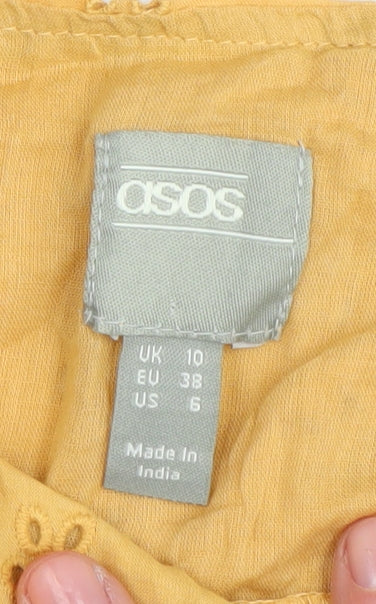 asos
UK 10
EU 38
US 6
Made In
India